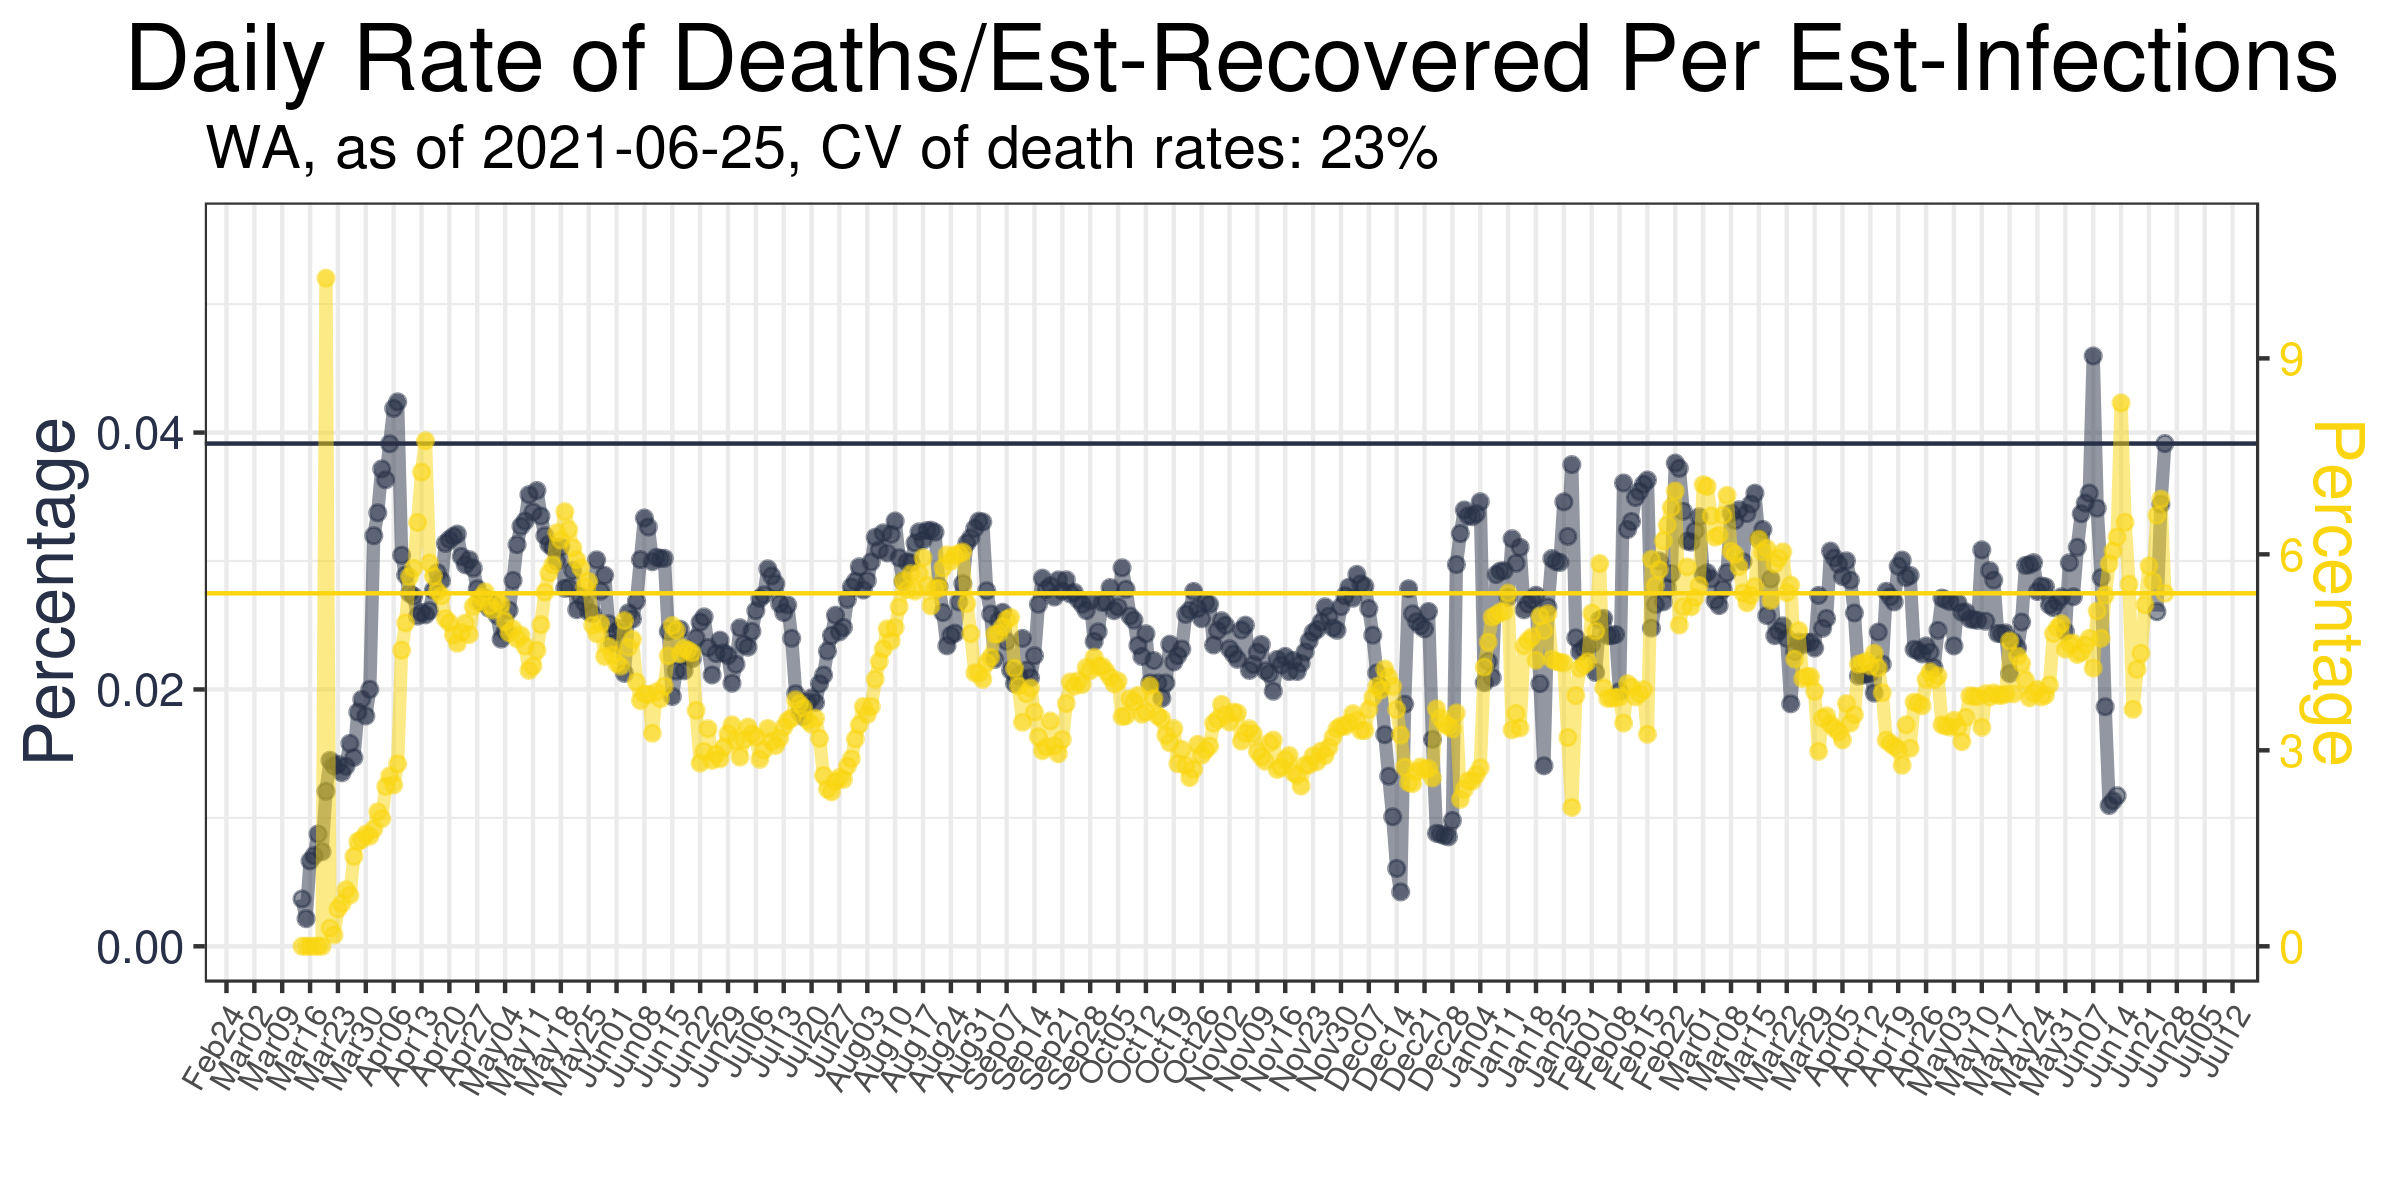 Daily Rate of Deaths/Est-Recovered Per Est-Infections
WA, as of 2021-06-25, CV of death rates: 23%
Percentage
0.04
0.02
0.00
9
6
3
0
Percentage
Feb24
Mar02
Mar09
Mar16
Mar23
Mar30
Apr06
Apr13
Apr20
Apr27
May04
May11
May18
May25
Jun01
Jun08
Jun15
Jun22
Jun29
Jul06
Jul13
Jul20
Jul27
Aug03
Aug10
Aug17
Aug24
Aug31
Sep07
Sep14
Sep21
Sep28
Oct05
Oct12
Oct19
Oct26
Nov02
Nov09
Nov16
Nov23
Nov30
Dec07
Dec14
Dec21
Dec28
Jan04
Jan11
Jan18
Jan25
Feb01
Feb08
Feb15
Feb22
Mar01
Mar08
Mar15
Mar22
Mar29
Apr05
Apr12
Apr19
Apr26
May03
May10
May17
May24
May31
Jun07
Jun14
Jun21
Jun28
Jul05
Jul12